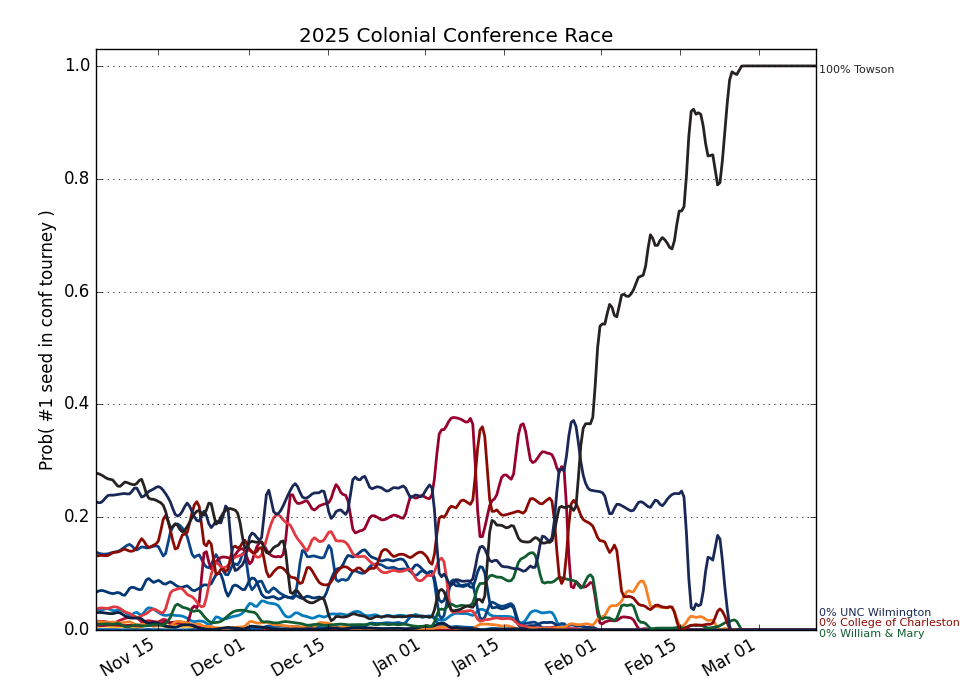 2025 Colonial Conference Race
Prob( #1 seed in conf tourney )
1.0
0.8
0.6
0.4
0.2
0.0
Nov 15
Dec 01
Dec 15
Jan 01
Jan 15
Feb 01
Feb 15
Mar 01
100% Towson
0% UNC Wilmington
0% College of Charleston
0% William & Mary